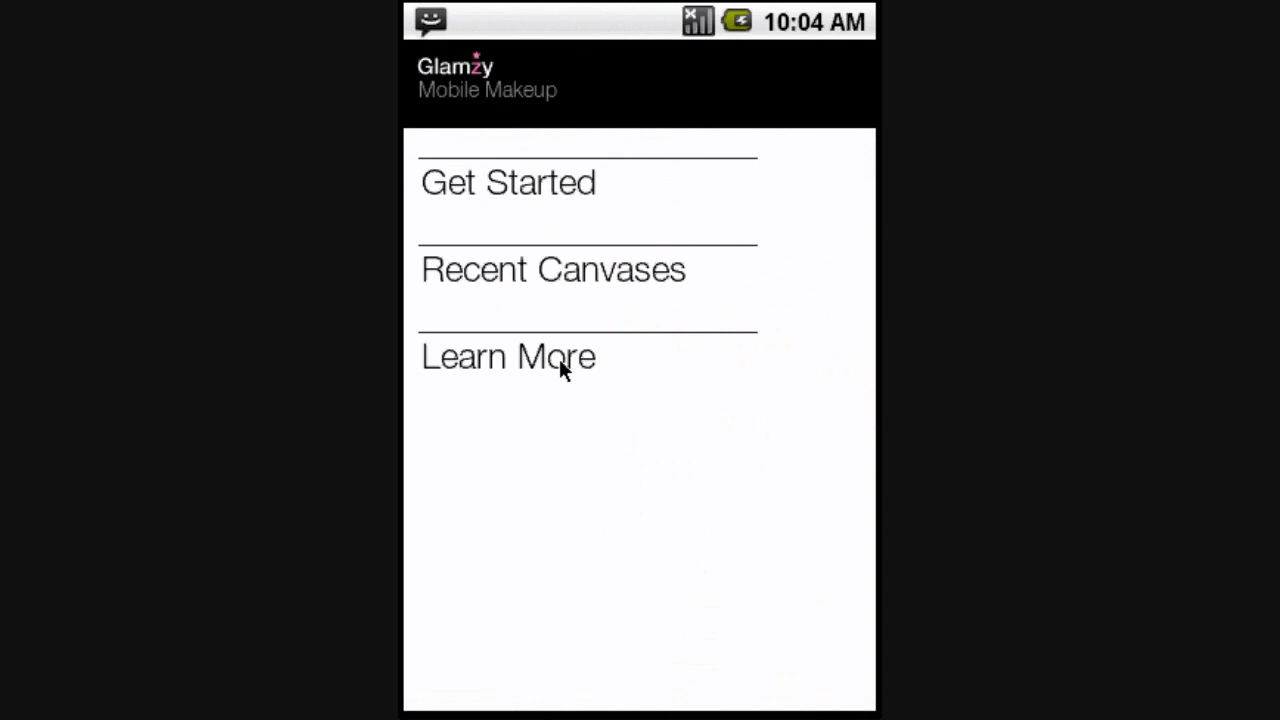 10:04 AM
Glamzy
Mobile Makeup
Get Started
Recent Canvases
Learn More